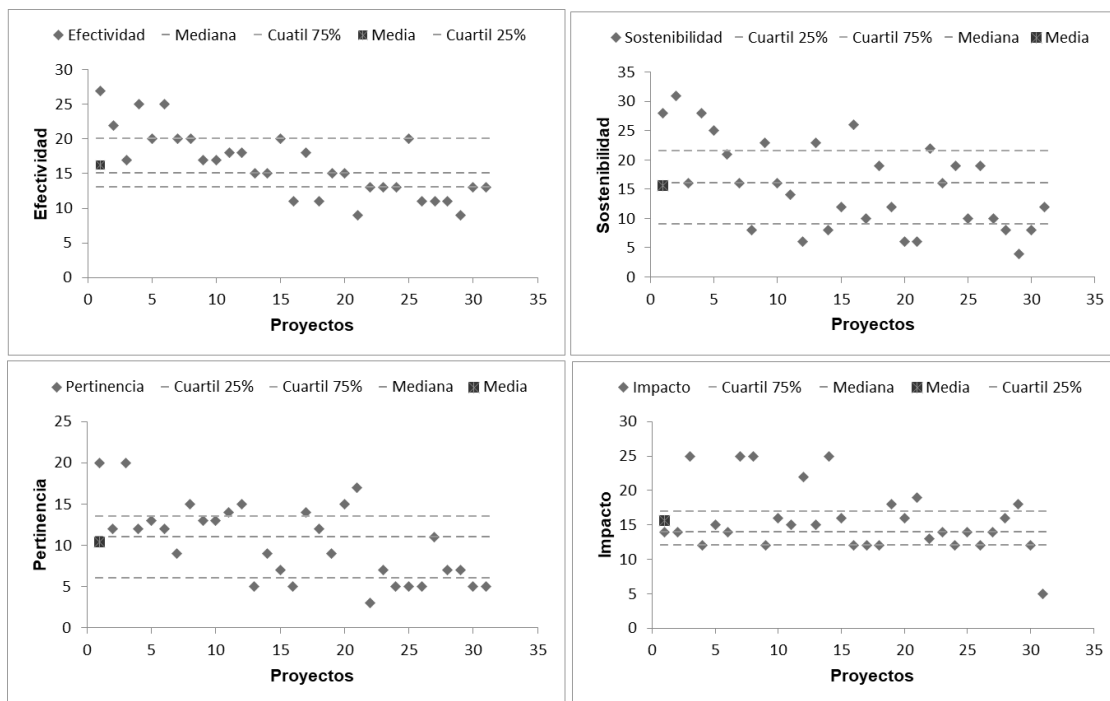 Efectividad Mediana Cuatil 75% Media Cuartil 25%
30
25
20
15
10
5
0
Efectividad
0 5 10 15 20 25 30 35
Proyectos
Sostenibilidad Cuartil 25% Cuartil 75% Mediana Media
35
30
25
20
15
10
5
0
Sostenibilidad
0 5 10 15 20 25 30 35
Proyectos
Pertinencia Cuartil 25% Cuartil 75% Mediana Media
25
20
15
10
5
0
Pertinencia
0 5 10 15 20 25 30 35
Proyectos
Impacto Cuartil 75% Mediana Media Cuartil 25%
30
25
20
15
10
5
0
Impacto
0 5 10 15 20 25 30 35
Proyectos